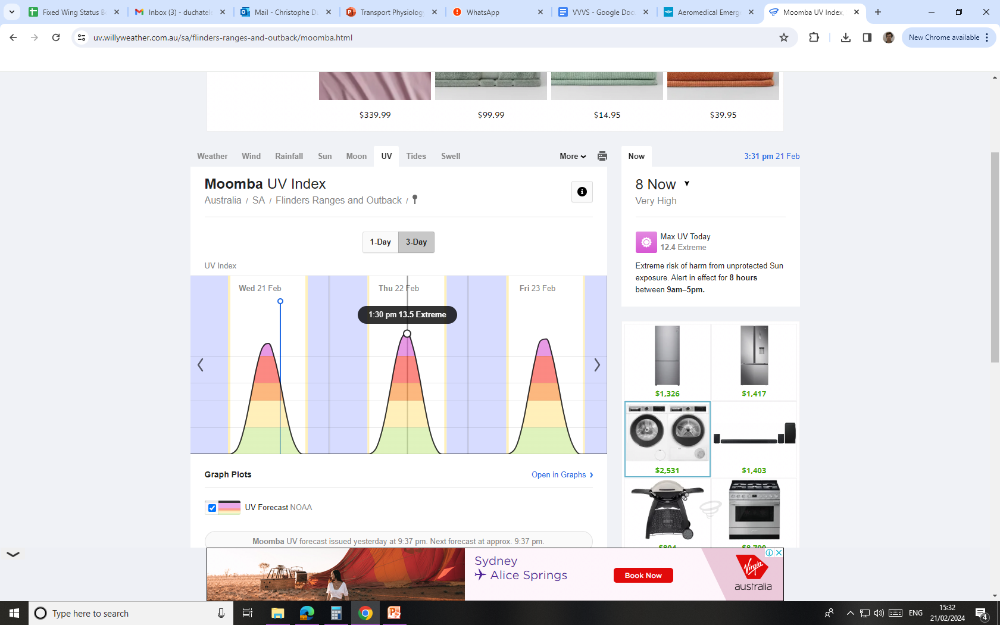 Fixed Wing Status B
Inbox (3) - duchatel
Mail - Christophe Du
Transport Physiology
WhatsApp
VVVS - Google Doc
Aeromedical Emerg
Moomba UV Index,
uv.willyweather.com.au/sa/flinders-ranges-and-outback/moomba.html
New Chrome available
$339.99
$99.99
$14.95
$39.95
Weather Wind Rainfall Sun Moon UV Tides Swell More
Now 3:31 pm 21 Feb
Moomba UV Index
Australia / SA / Flinders Ranges and Outback /
8 Now
Very High
1-Day 3-Day
Max UV Today
12.4 Extreme
Extreme risk of harm from unprotected Sun
exposure. Alert in effect for 8 hours
between 9am–5pm.
UV Index
Wed 21 Feb
Thu 22 Feb
Fri 23 Feb
1:30 pm 13.5 Extreme
$1,326
$1,417
$2,531
$1,403
Graph Plots
Open in Graphs
UV Forecast NOAA
Moomba UV forecast issued yesterday at 9:37 pm. Next forecast at approx. 9:37 pm.
Sydney
Alice Springs
Book Now
Virgin
australia
Type here to search
ENG
15:32
21/02/2024
4